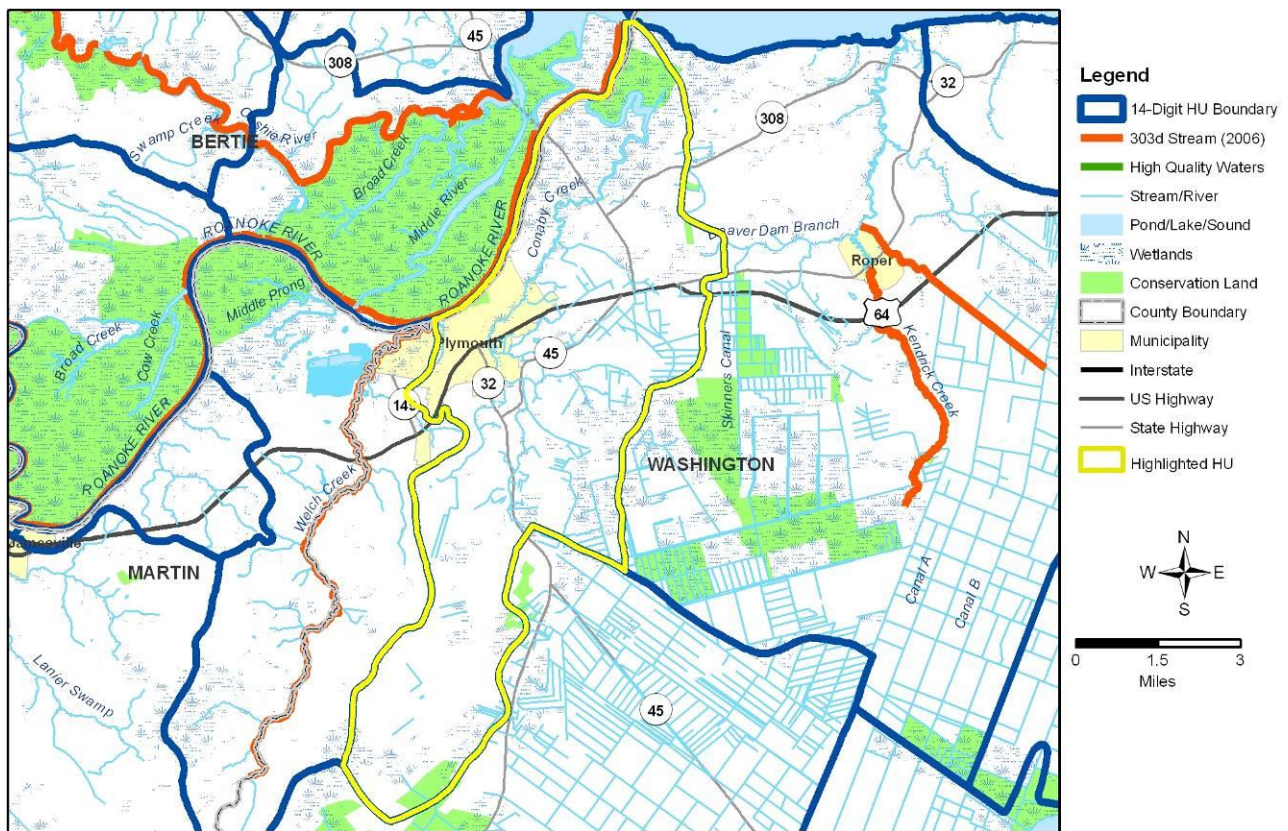 45
308
32
Swamp Creek
Cashie River
BERTIE
308
Broad Creek
Middle River
Conaby Creek
ROANOKE RIVER
ROANOKE RIVER
Beaver Dam Branch
Roper
Middle Prong
64
Plymouth
45
Broad Creek
Cow Creek
32
149
Skinners Canal
Kendrick Creek
ROANOKE RIVER
WASHINGTON
Welch Creek
Jamesville
MARTIN
Canal A
Canal B
Lanier Swamp
45
Legend
14-Digit HU Boundary
303d Stream (2006)
High Quality Waters
Stream/River
Pond/Lake/Sound
Wetlands
Conservation Land
County Boundary
Municipality
Interstate
US Highway
State Highway
Highlighted HU
N
W E
S
0 1.5 3
Miles